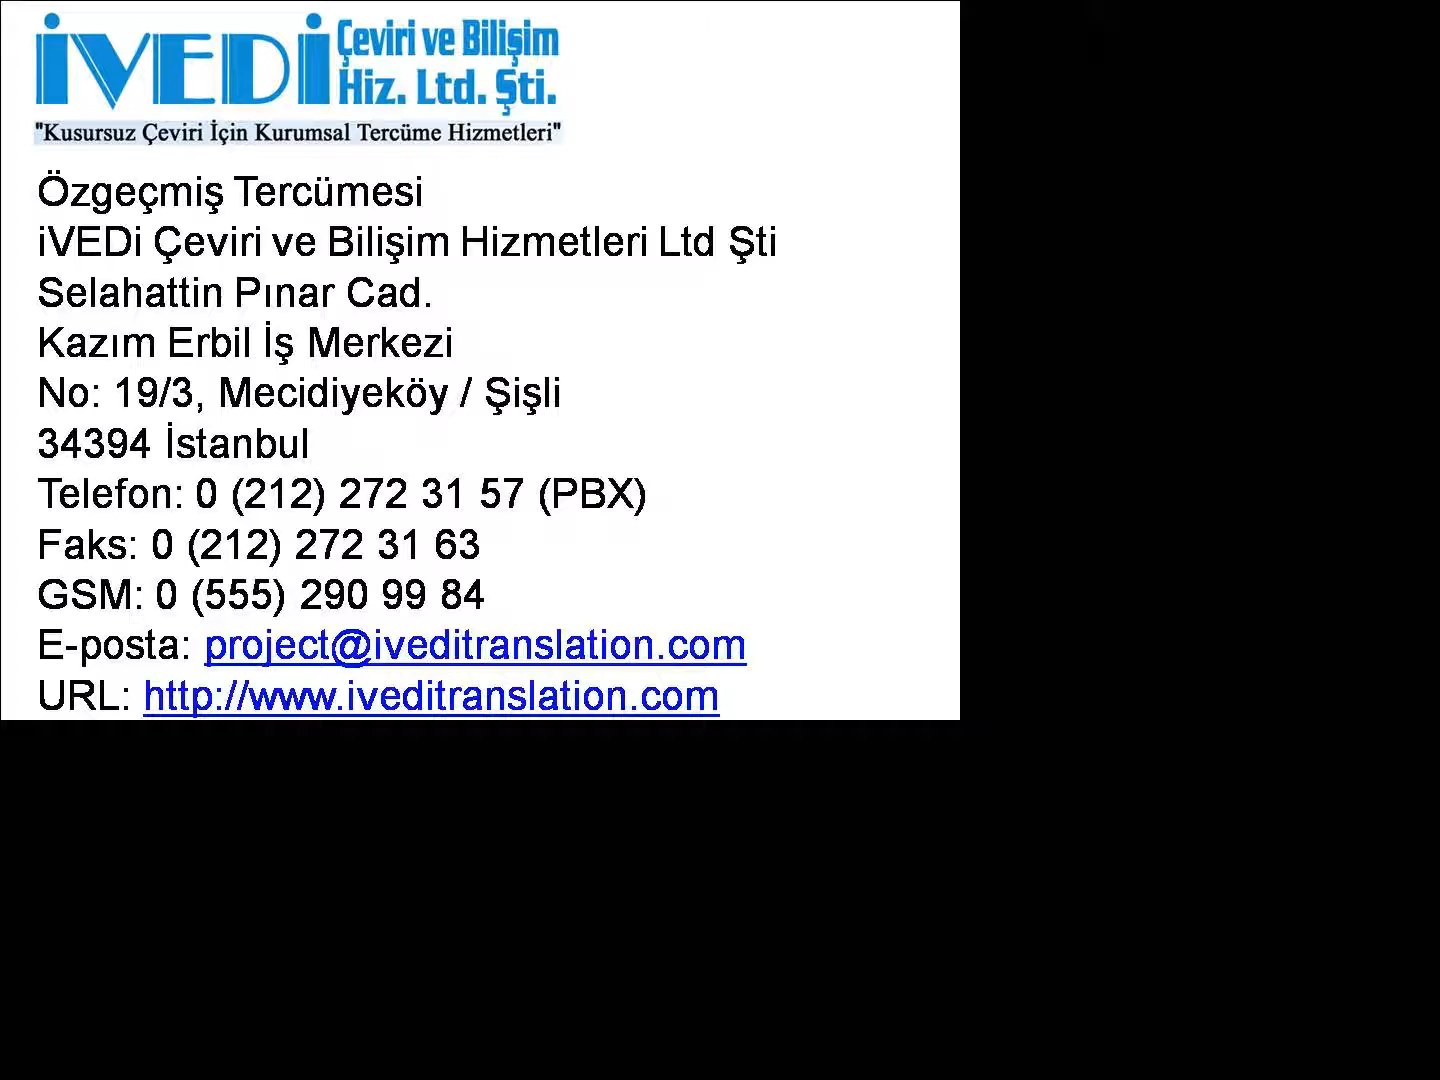 İVEDİ Çeviri ve Bilişim
Hiz. Ltd. Şti.
"Kusursuz Çeviri İçin Kurumsal Tercüme Hizmetleri"
Özgeçmiş Tercümesi
iVEDi Çeviri ve Bilişim Hizmetleri Ltd Şti
Selahattin Pınar Cad.
Kazım Erbil İş Merkezi
No: 19/3, Mecidiyeköy / Şişli
34394 İstanbul
Telefon: 0 (212) 272 31 57 (PBX)
Faks: 0 (212) 272 31 63
GSM: 0 (555) 290 99 84
E-posta: project@iveditranslation.com
URL: http://www.iveditranslation.com